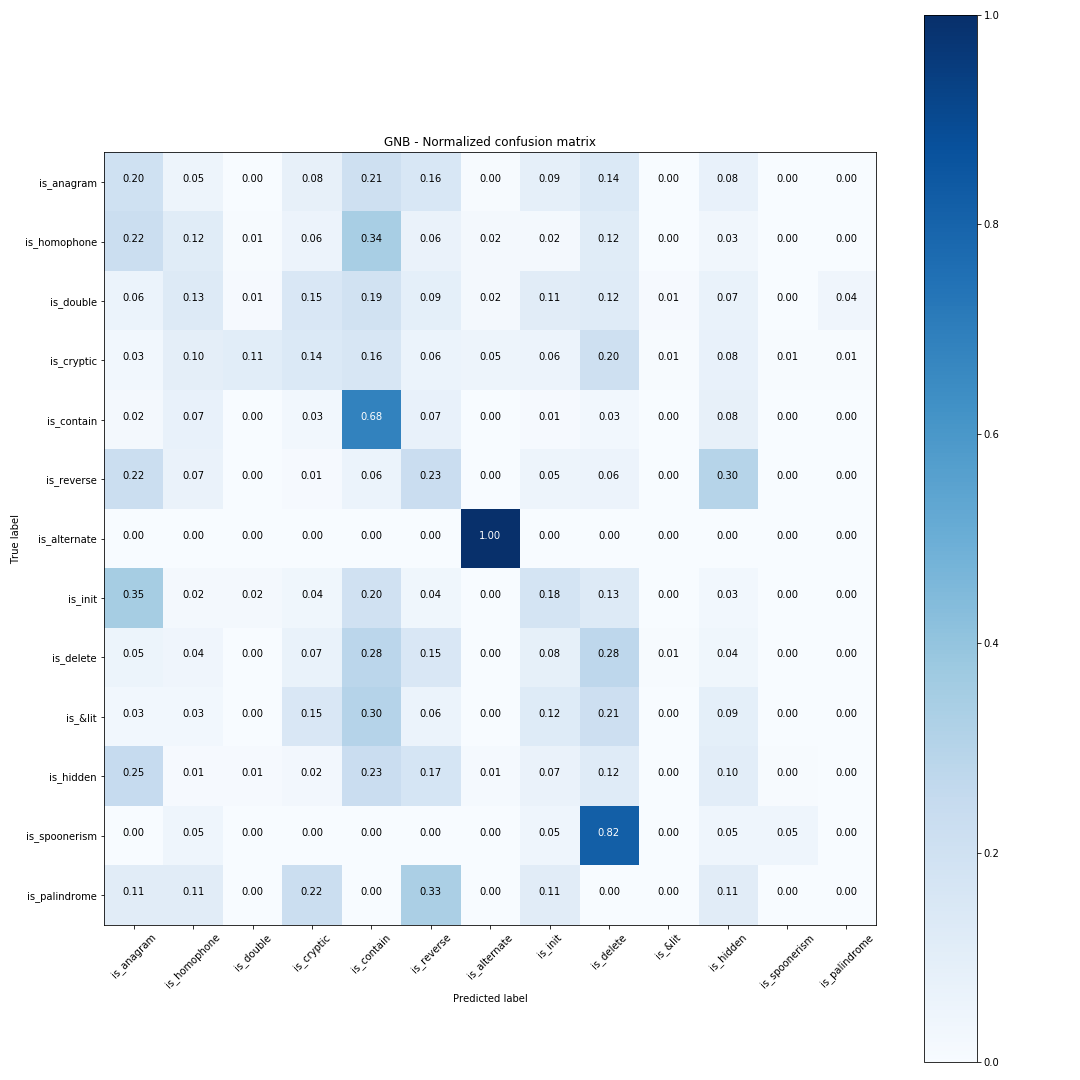 GNB - Normalized confusion matrix
is_anagram 0.20 0.05 0.00 0.08 0.21 0.16 0.00 0.09 0.14 0.00 0.08 0.00 0.00
is_homophone 0.22 0.12 0.01 0.06 0.34 0.06 0.02 0.02 0.12 0.00 0.03 0.00 0.00
is_double 0.06 0.13 0.01 0.15 0.19 0.09 0.02 0.11 0.12 0.01 0.07 0.00 0.04
is_cryptic 0.03 0.10 0.11 0.14 0.16 0.06 0.05 0.06 0.20 0.01 0.08 0.01 0.01
is_contain 0.02 0.07 0.00 0.03 0.68 0.07 0.00 0.01 0.03 0.00 0.08 0.00 0.00
is_reverse 0.22 0.07 0.00 0.01 0.06 0.23 0.00 0.05 0.06 0.00 0.30 0.00 0.00
is_alternate 0.00 0.00 0.00 0.00 0.00 0.00 1.00 0.00 0.00 0.00 0.00 0.00 0.00
is_init 0.35 0.02 0.02 0.04 0.20 0.04 0.00 0.18 0.13 0.00 0.03 0.00 0.00
is_delete 0.05 0.04 0.00 0.07 0.28 0.15 0.00 0.08 0.28 0.01 0.04 0.00 0.00
is_&lit 0.03 0.03 0.00 0.15 0.30 0.06 0.00 0.12 0.21 0.00 0.09 0.00 0.00
is_hidden 0.25 0.01 0.01 0.02 0.23 0.17 0.01 0.07 0.12 0.00 0.10 0.00 0.00
is_spoonerism 0.00 0.05 0.00 0.00 0.00 0.00 0.00 0.05 0.82 0.00 0.05 0.05 0.00
is_palindrome 0.11 0.11 0.00 0.22 0.00 0.33 0.00 0.11 0.00 0.00 0.11 0.00 0.00
is_anagram is_homophone is_double is_cryptic is_contain is_reverse is_alternate is_init is_delete is_&lit is_hidden is_spoonerism is_palindrome
Predicted label
True label
1.0
0.8
0.6
0.4
0.2
0.0